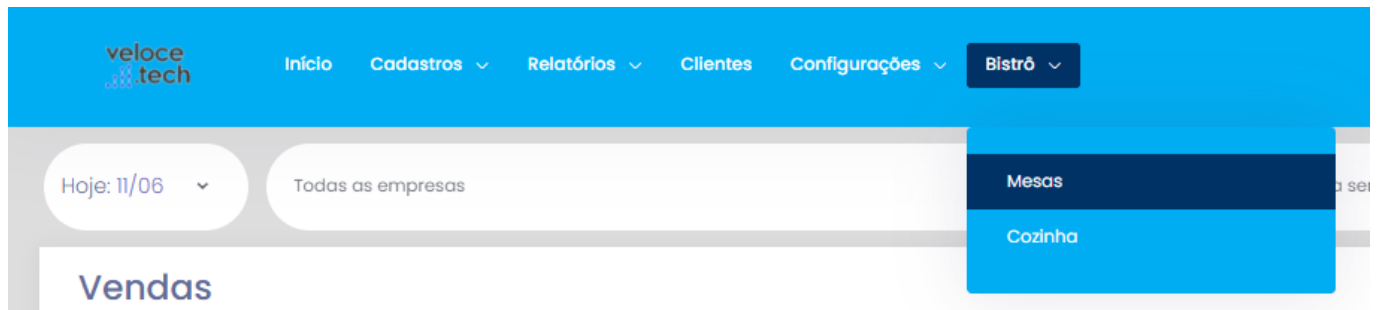 veloce
.tech
Início Cadastros Relatórios Clientes Configurações Bistrô
Hoje: 11/06 Todas as empresas
Mesas
Cozinha
Vendas